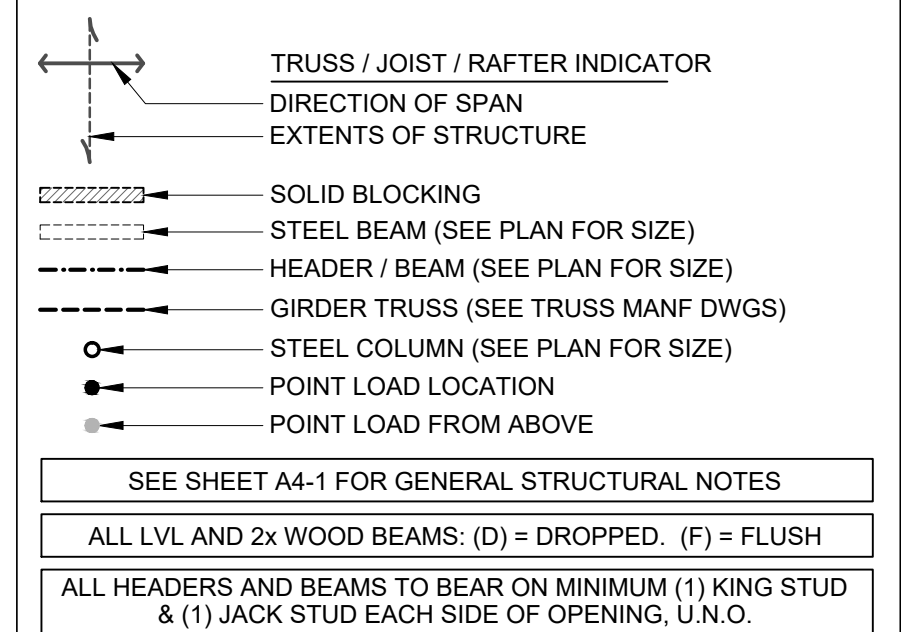 TRUSS / JOIST / RAFTER INDICATOR
DIRECTION OF SPAN
EXTENTS OF STRUCTURE
SOLID BLOCKING
STEEL BEAM (SEE PLAN FOR SIZE)
HEADER / BEAM (SEE PLAN FOR SIZE)
GIRDER TRUSS (SEE TRUSS MANF DWGS)
STEEL COLUMN (SEE PLAN FOR SIZE)
POINT LOAD LOCATION
POINT LOAD FROM ABOVE
SEE SHEET A4-1 FOR GENERAL STRUCTURAL NOTES
ALL LVL AND 2x WOOD BEAMS: (D) = DROPPED. (F) = FLUSH
ALL HEADERS AND BEAMS TO BEAR ON MINIMUM (1) KING STUD
& (1) JACK STUD EACH SIDE OF OPENING, U.N.O.